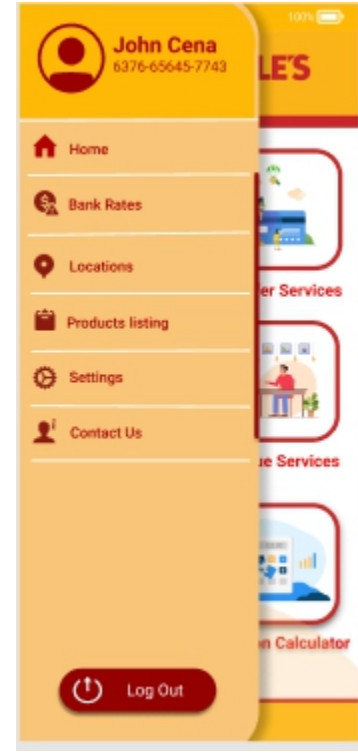 100%
John Cena
6376-65645-7743
LE'S
Home
Bank Rates
Locations
er Services
Products listing
Settings
Contact Us
ue Services
n Calculator
Log Out